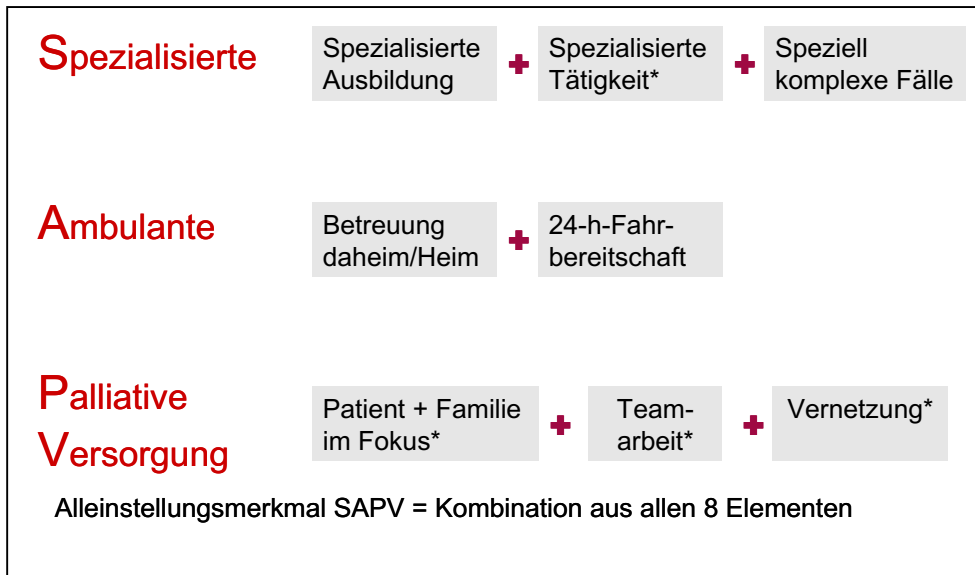 Spezialisierte
Spezialisierte
Ausbildung
+
Spezialisierte
Tätigkeit*
+
Speziell
komplexe Fälle
Ambulante
Betreuung
daheim/Heim
+
24-h-Fahr-
bereitschaft
Palliative
Versorgung
Patient + Familie
im Fokus*
+
Team-
arbeit*
+
Vernetzung*
Alleinstellungsmerkmal SAPV = Kombination aus allen 8 Elementen